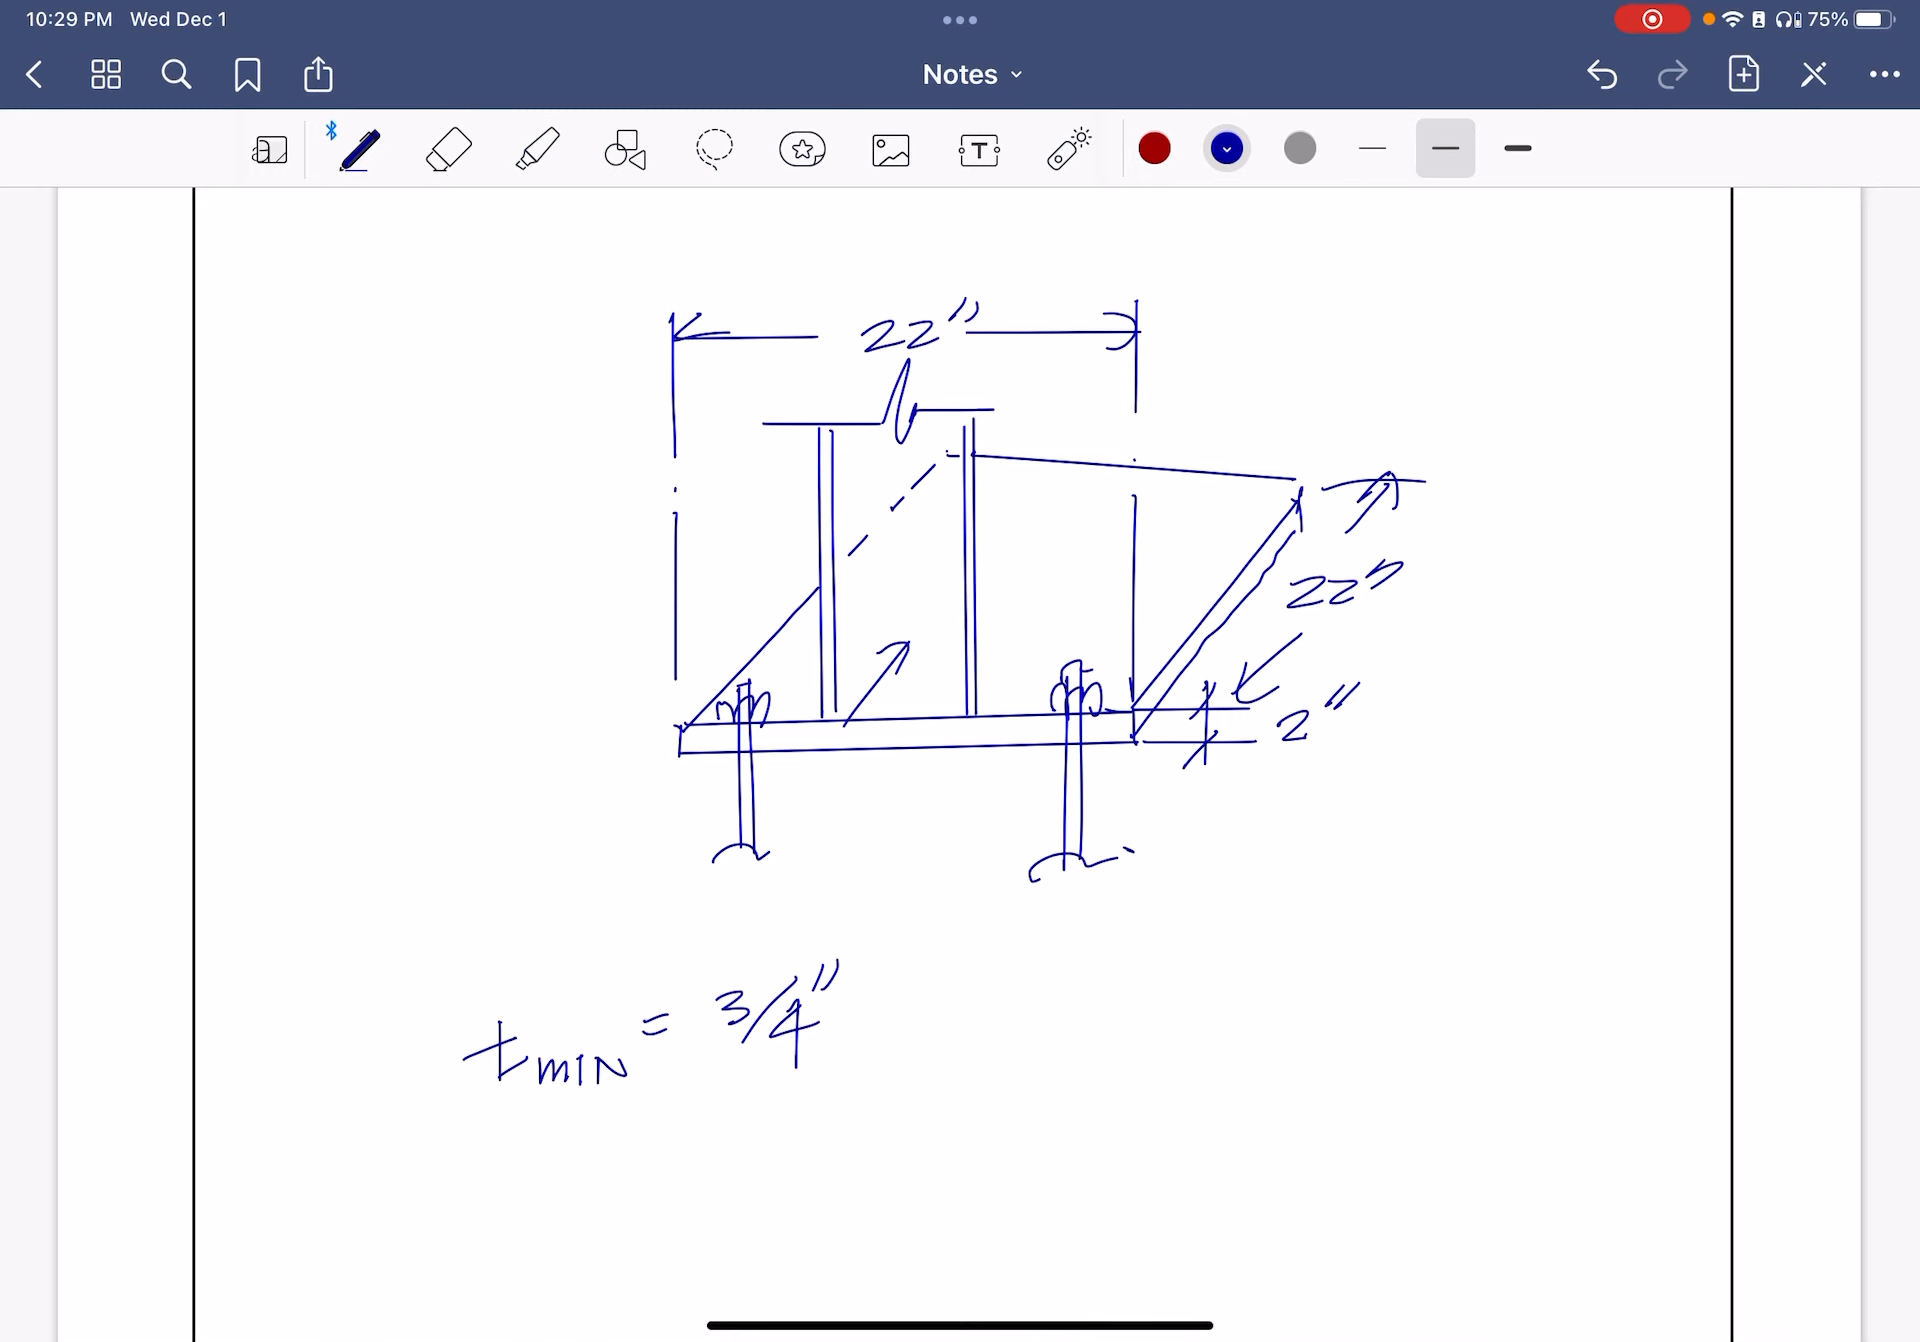 10:29 PM Wed Dec 1
75%
Notes
T
22"
22"
2"
tMIN = 3/4"